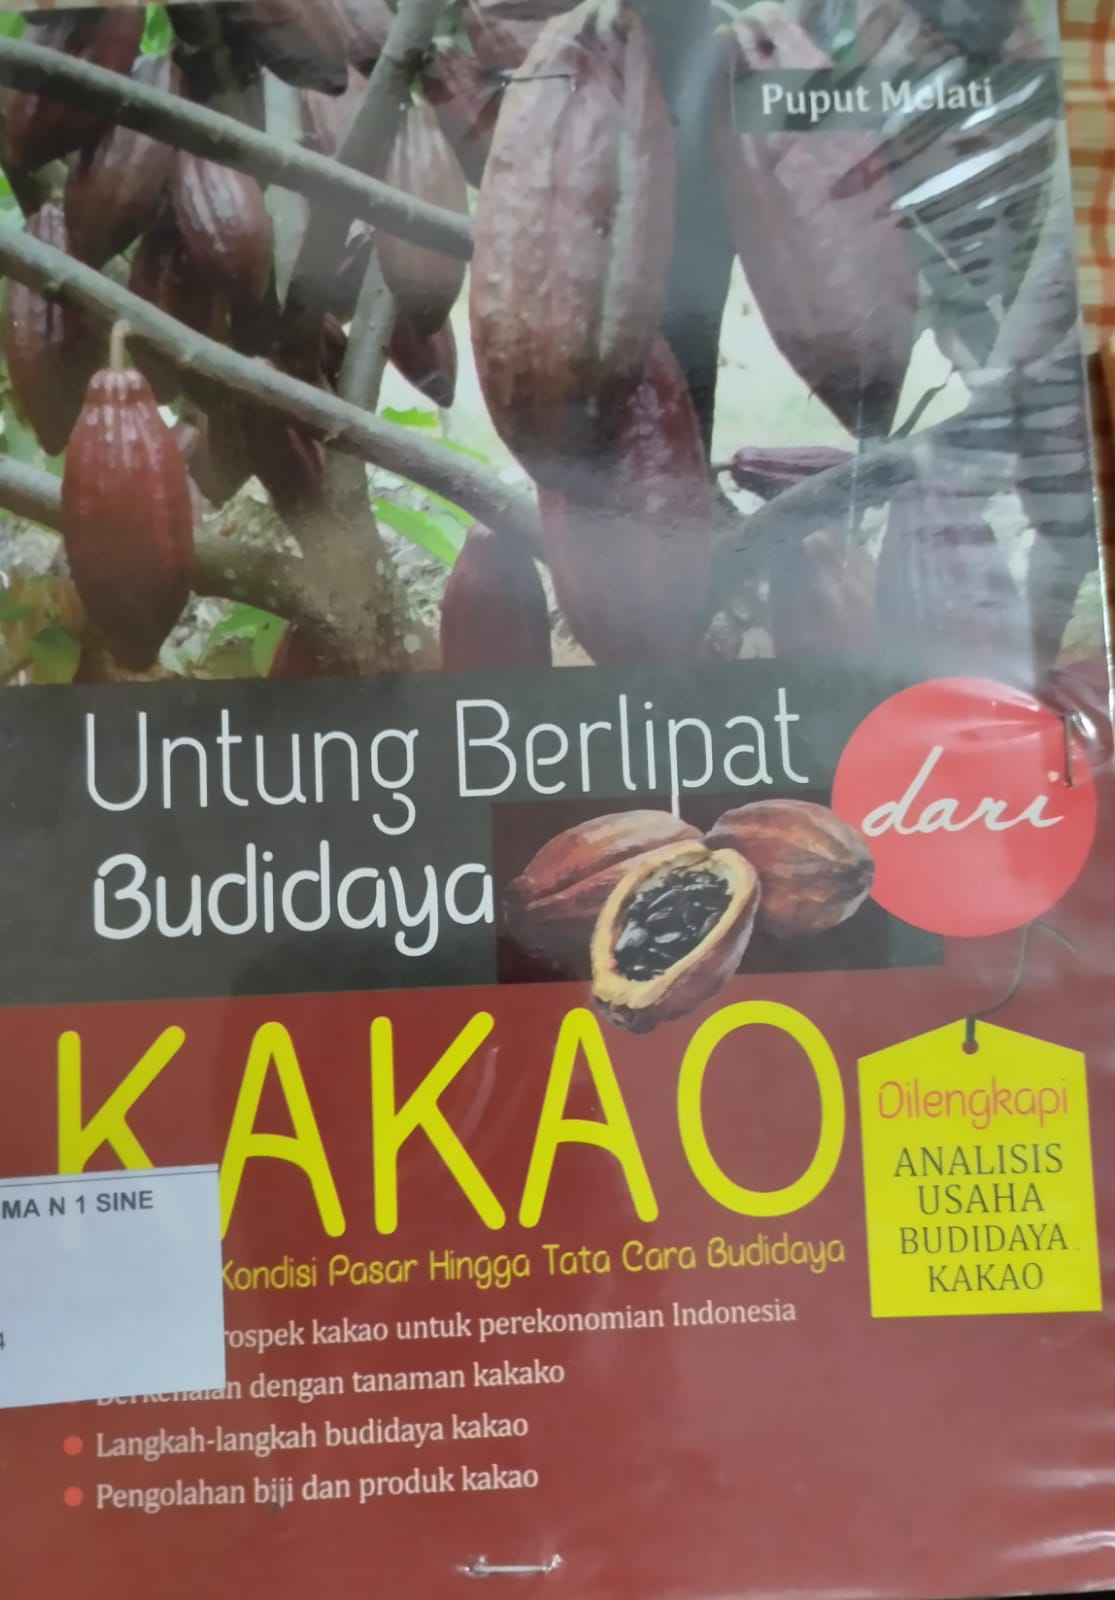 Puput Melati
Untung Berlipat
dari
Budidaya
KAKAO
Dilengkapi
ANALISIS
USAHA
BUDIDAYA
KAKAO
MA N 1 SINE
4
Kondisi Pasar Hingga Tata Cara Budidaya
rospek kakao untuk perekonomian Indonesia
Berkenalan dengan tanaman kakako
Langkah-langkah budidaya kakao
Pengolahan biji dan produk kakao